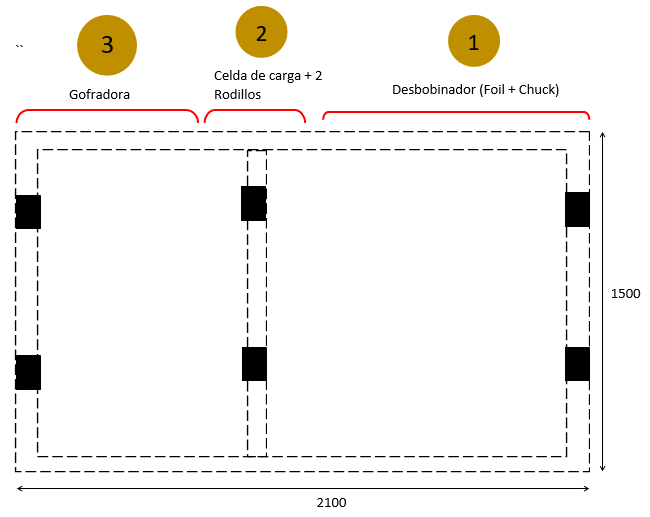 3
2
1
``
Celda de carga + 2
Rodillos
Gofradora
Desbobinador (Foil + Chuck)
1500
2100